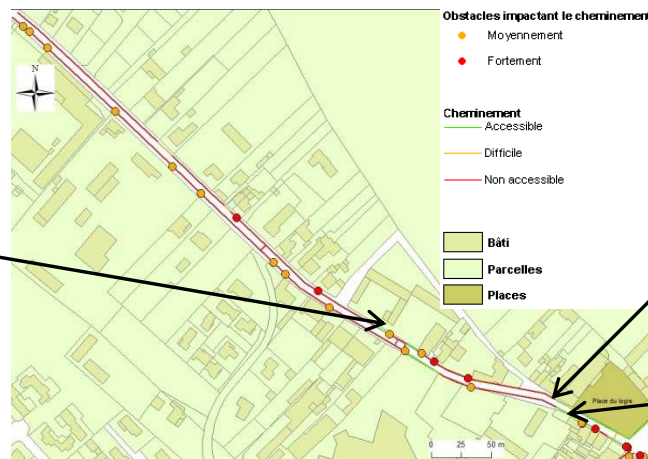 Obstacles impactant le cheminement
Moyennement
Fortement
N
Cherminement
Accessible
Difficile
Non accessible
Bâti
Parcelles
Places
Place du logis
0 25 50 m